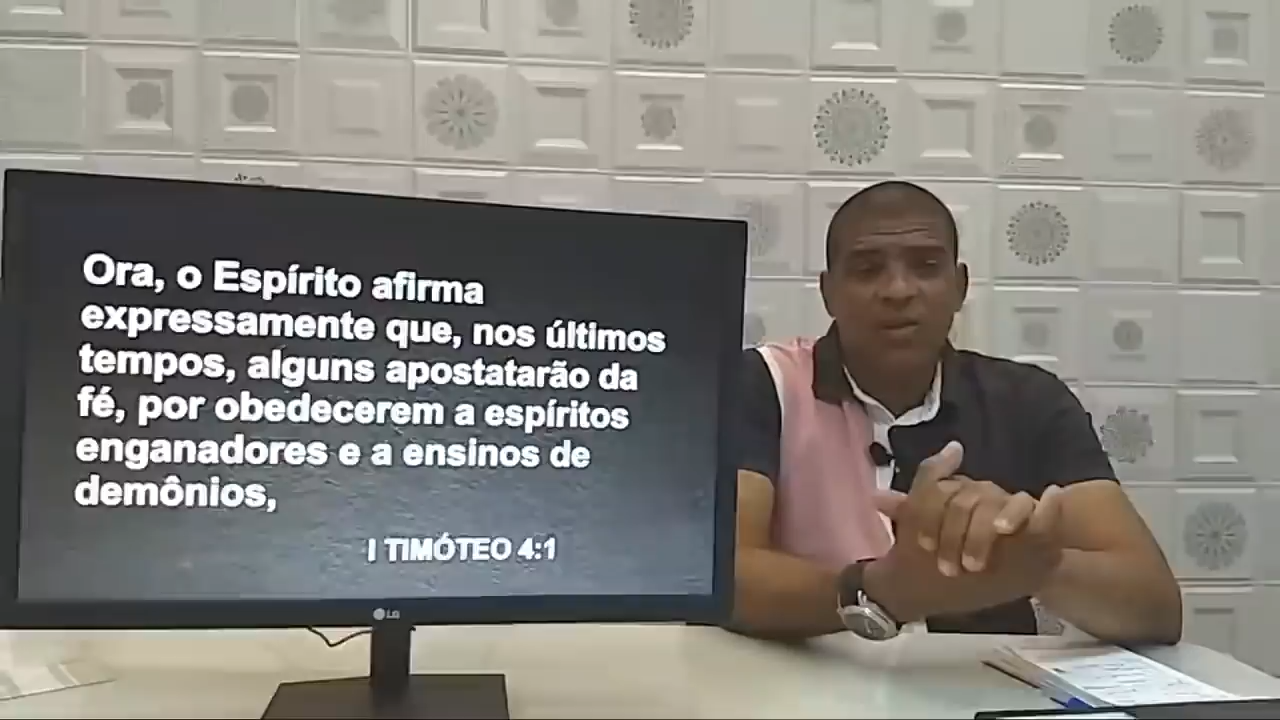 Ora, o Espírito afirma
expressamente que, nos últimos
tempos, alguns apostatarão da
fé, por obedecerem a espíritos
enganadores e a ensinos de
demônios,
I TIMÓTEO 4:1
LG